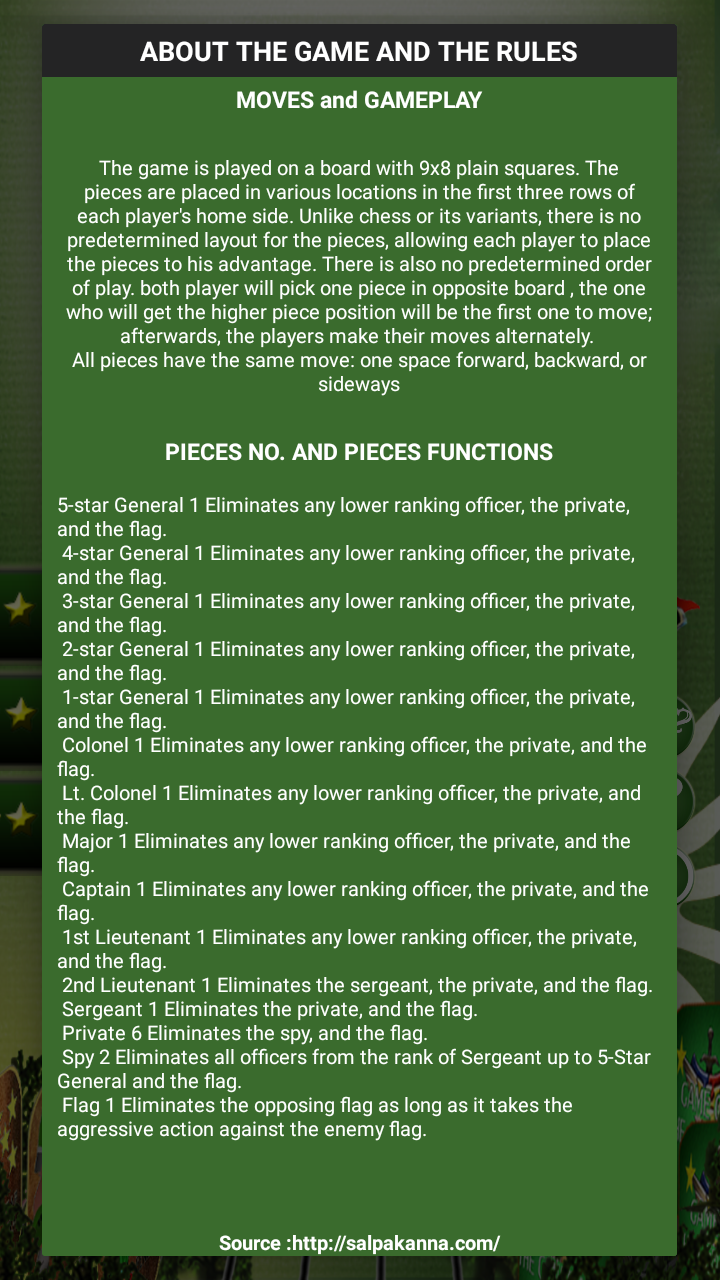 ABOUT THE GAME AND THE RULES
MOVES and GAMEPLAY
The game is played on a board with 9x8 plain squares. The
pieces are placed in various locations in the first three rows of
each player's home side. Unlike chess or its variants, there is no
predetermined layout for the pieces, allowing each player to place
the pieces to his advantage. There is also no predetermined order
of play. both player will pick one piece in opposite board , the one
who will get the higher piece position will be the first one to move;
afterwards, the players make their moves alternately.
All pieces have the same move: one space forward, backward, or
sideways
PIECES NO. AND PIECES FUNCTIONS
5-star General 1 Eliminates any lower ranking officer, the private,
and the flag.
4-star General 1 Eliminates any lower ranking officer, the private,
and the flag.
3-star General 1 Eliminates any lower ranking officer, the private,
and the flag.
2-star General 1 Eliminates any lower ranking officer, the private,
and the flag.
1-star General 1 Eliminates any lower ranking officer, the private,
and the flag.
Colonel 1 Eliminates any lower ranking officer, the private, and the
flag.
Lt. Colonel 1 Eliminates any lower ranking officer, the private, and
the flag.
Major 1 Eliminates any lower ranking officer, the private, and the
flag.
Captain 1 Eliminates any lower ranking officer, the private, and the
flag.
1st Lieutenant 1 Eliminates any lower ranking officer, the private,
and the flag.
2nd Lieutenant 1 Eliminates the sergeant, the private, and the flag.
Sergeant 1 Eliminates the private, and the flag.
Private 6 Eliminates the spy, and the flag.
Spy 2 Eliminates all officers from the rank of Sergeant up to 5-Star
General and the flag.
Flag 1 Eliminates the opposing flag as long as it takes the
aggressive action against the enemy flag.
Source :http://salpakanna.com/